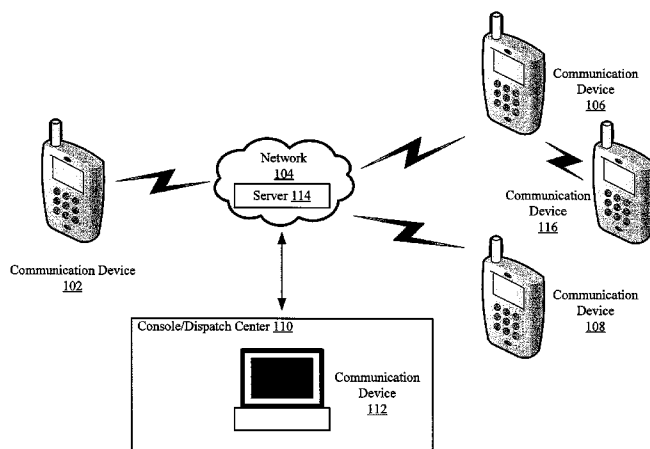 Communication
Device
106
Network
104
Server 114
Communication
Device
116
Communication Device
102
Communication
Device
108
Console/Dispatch Center 110
Communication
Device
112